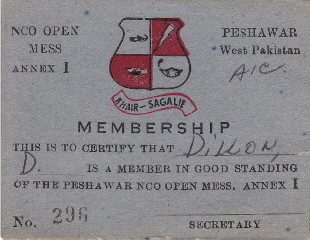 NCO OPEN PESHAWAR
MESS West Pakistan
ANNEX I A1C.
KHAIR-SAGALIE
MEMBERSHIP
THIS IS TO CERTIFY THAT Dillon,
D. IS A MEMBER IN GOOD STANDING
OF THE PESHAWAR NCO OPEN MESS, ANNEX I
No. 296
SECRETARY